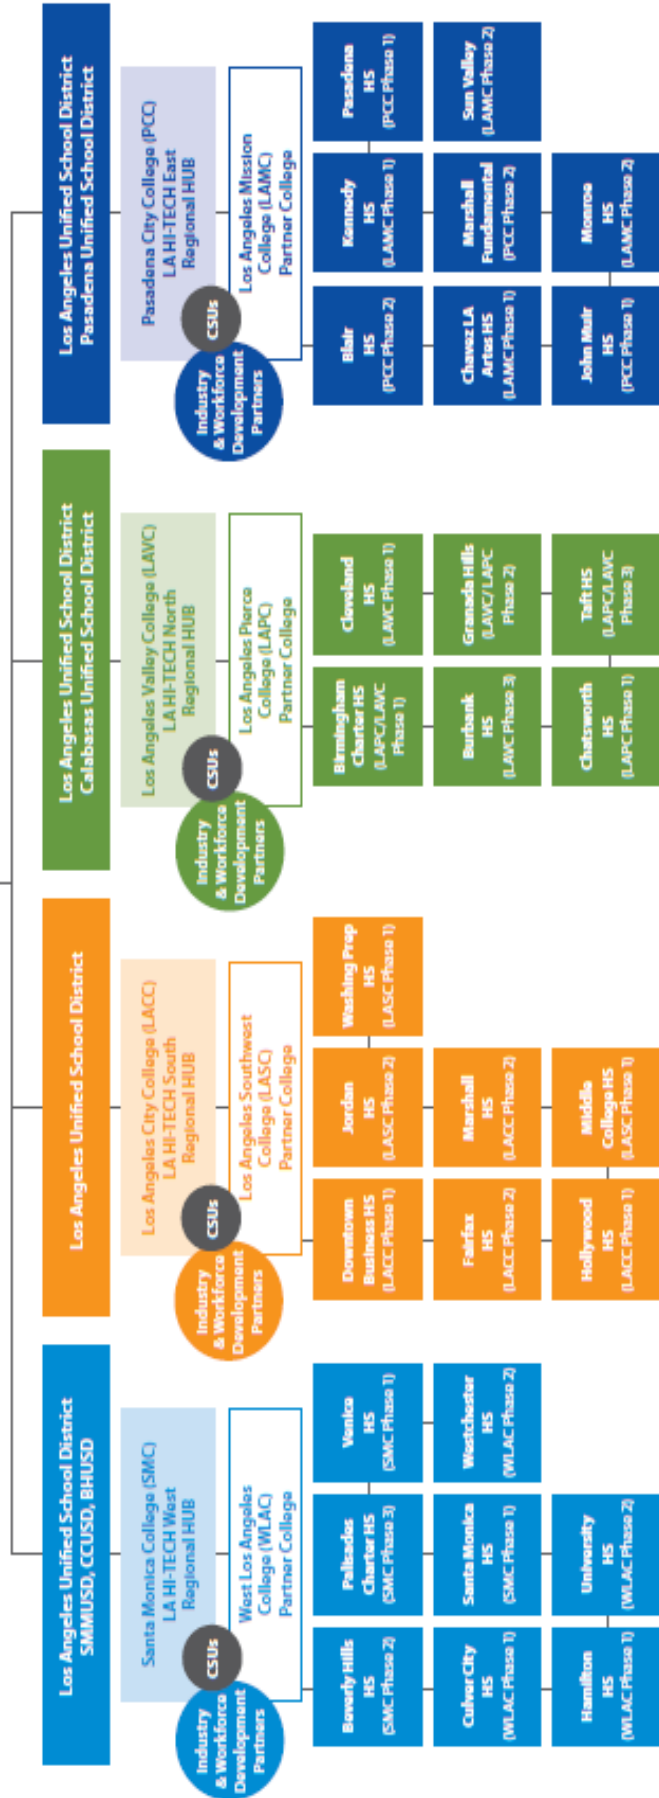 Los Angeles Unified School District
SMMUSD, CCUSD, BHUSD
Santa Monica College (SMC)
LA HI-TECH West
Regional HUB
CSUs
Industry
& Workforce
Development
Partners
West Los Angeles
College (WLAC)
Partner College
Beverly Hills
HS
(SMC Phase 2)
Palisades
Charter HS
(SMC Phase 3)
Venice
HS
(SMC Phase 1)
Culver City
HS
(WLAC Phase 1)
Santa Monica
HS
(SMC Phase 1)
Westchester
HS
(WLAC Phase 2)
Hamilton
HS
(WLAC Phase 1)
University
HS
(WLAC Phase 2)
Los Angeles Unified School District
Los Angeles City College (LACC)
LA HI-TECH South
Regional HUB
CSUs
Industry
& Workforce
Development
Partners
Los Angeles Southwest
College (LASC)
Partner College
Downtown
Business HS
(LACC Phase 1)
Jordan
HS
(LASC Phase 2)
Washing Prep
HS
(LASC Phase 1)
Fairfax
HS
(LACC Phase 2)
Marshall
HS
(LACC Phase 2)
Hollywood
HS
(LACC Phase 1)
Middle
College HS
(LASC Phase 1)
Los Angeles Unified School District
Calabasas Unified School District
Los Angeles Valley College (LAVC)
LA HI-TECH North
Regional HUB
CSUs
Industry
& Workforce
Development
Partners
Los Angeles Pierce
College (LAPC)
Partner College
Birmingham
Charter HS
(LAPC/LAVC
Phase 1)
Cleveland
HS
(LAVC Phase 1)
Burbank
HS
(LAVC Phase 3)
Granada Hills
(LAVC/ LAPC
Phase 2)
Chatsworth
HS
(LAPC Phase 1)
Taft HS
(LAPC/LAVC
Phase 3)
Los Angeles Unified School District
Pasadena Unified School District
Pasadena City College (PCC)
LA HI-TECH East
Regional HUB
CSUs
Industry
& Workforce
Development
Partners
Los Angeles Mission
College (LAMC)
Partner College
Blair
HS
(PCC Phase 2)
Kennedy
HS
(LAMC Phase 1)
Pasadena
HS
(PCC Phase 1)
Chavez LA
Artes HS
(LAMC Phase 1)
Marshall
Fundamental
(PCC Phase 2)
Sun Valley
(LAMC Phase 2)
John Muir
HS
(PCC Phase 1)
Monroe
HS
(LAMC Phase 2)